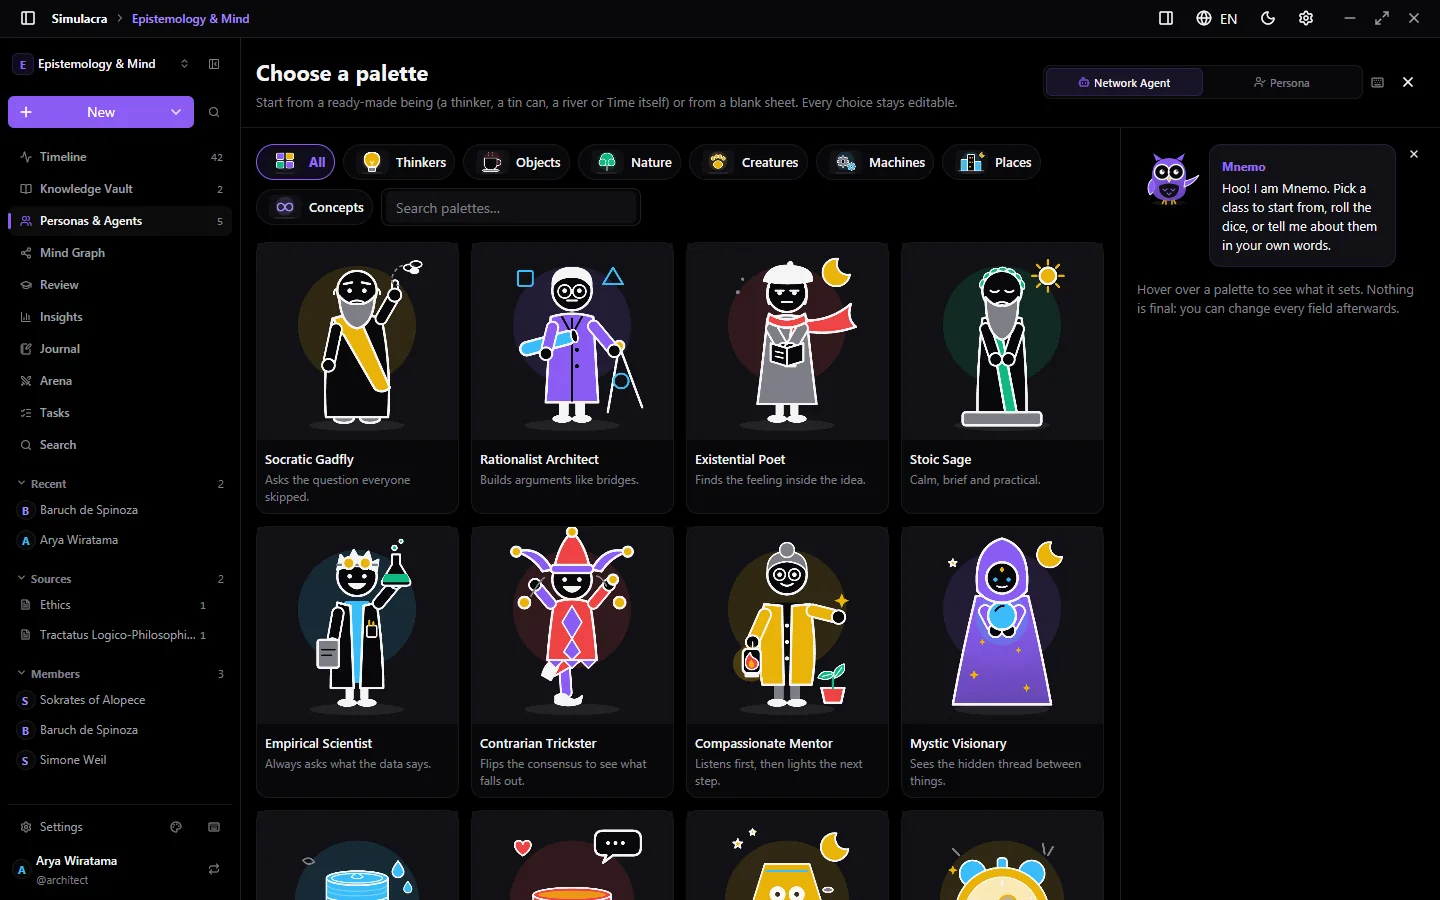 Simulacra > Epistemology & Mind
EN
E Epistemology & Mind
New
Timeline 42
Knowledge Vault 2
Personas & Agents 5
Mind Graph
Review
Insights
Journal
Arena
Tasks
Search
Recent 2
B Baruch de Spinoza
A Arya Wiratama
Sources 2
Ethics 1
Tractatus Logico-Philosophi... 1
Members 3
S Sokrates of Alopece
B Baruch de Spinoza
S Simone Weil
Settings
A Arya Wiratama
@architect
Choose a palette
Start from a ready-made being (a thinker, a tin can, a river or Time itself) or from a blank sheet. Every choice stays editable.
Network Agent
Persona
All
Thinkers
Objects
Nature
Creatures
Machines
Places
Concepts
Search palettes...
Socratic Gadfly
Asks the question everyone
skipped.
Rationalist Architect
Builds arguments like bridges.
Existential Poet
Finds the feeling inside the idea.
Stoic Sage
Calm, brief and practical.
Empirical Scientist
Always asks what the data says.
Contrarian Trickster
Flips the consensus to see what
falls out.
Compassionate Mentor
Listens first, then lights the next
step.
Mystic Visionary
Sees the hidden thread between
things.
Mnemo
Hoo! I am Mnemo. Pick a
class to start from, roll the
dice, or tell me about them
in your own words.
Hover over a palette to see what it sets. Nothing
is final: you can change every field afterwards.